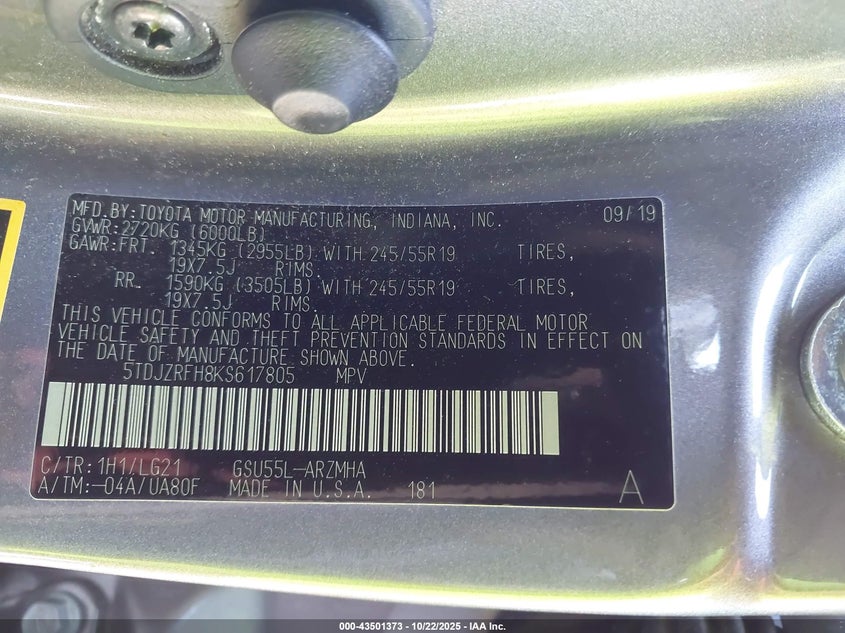 MFD.BY:TOYOTA MOTOR MANUFACTURING, INDIANA, INC. 09/19
GVWR:2720KG (6000LB)
GAWR:FRT. 1345KG (2955LB) WITH 245/55R19 TIRES,
19X7.5J RIMS.
RR. 1590KG (3505LB) WITH 245/55R19 TIRES,
19X7.5J RIMS.
THIS VEHICLE CONFORMS TO ALL APPLICABLE FEDERAL MOTOR
VEHICLE SAFETY AND THEFT PREVENTION STANDARDS IN EFFECT ON
THE DATE OF MANUFACTURE SHOWN ABOVE.
5TDJZRFH8KS617805 MPV
C/TR:1H1/LG21 GSU55L-ARZMHA
A/TM:-04A/UA80F MADE IN U.S.A. 181 A
000-43501373 - 10/22/2025 - IAA Inc.